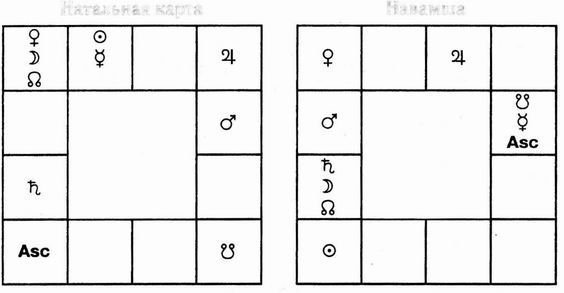 Натальная карта
Навамша
♀ ☉ ♃
☽ ☿
☊
♂
♄
Asc ☋
♀ ♃
♂ ☋
☿
Asc
♄
☽
☊
☉